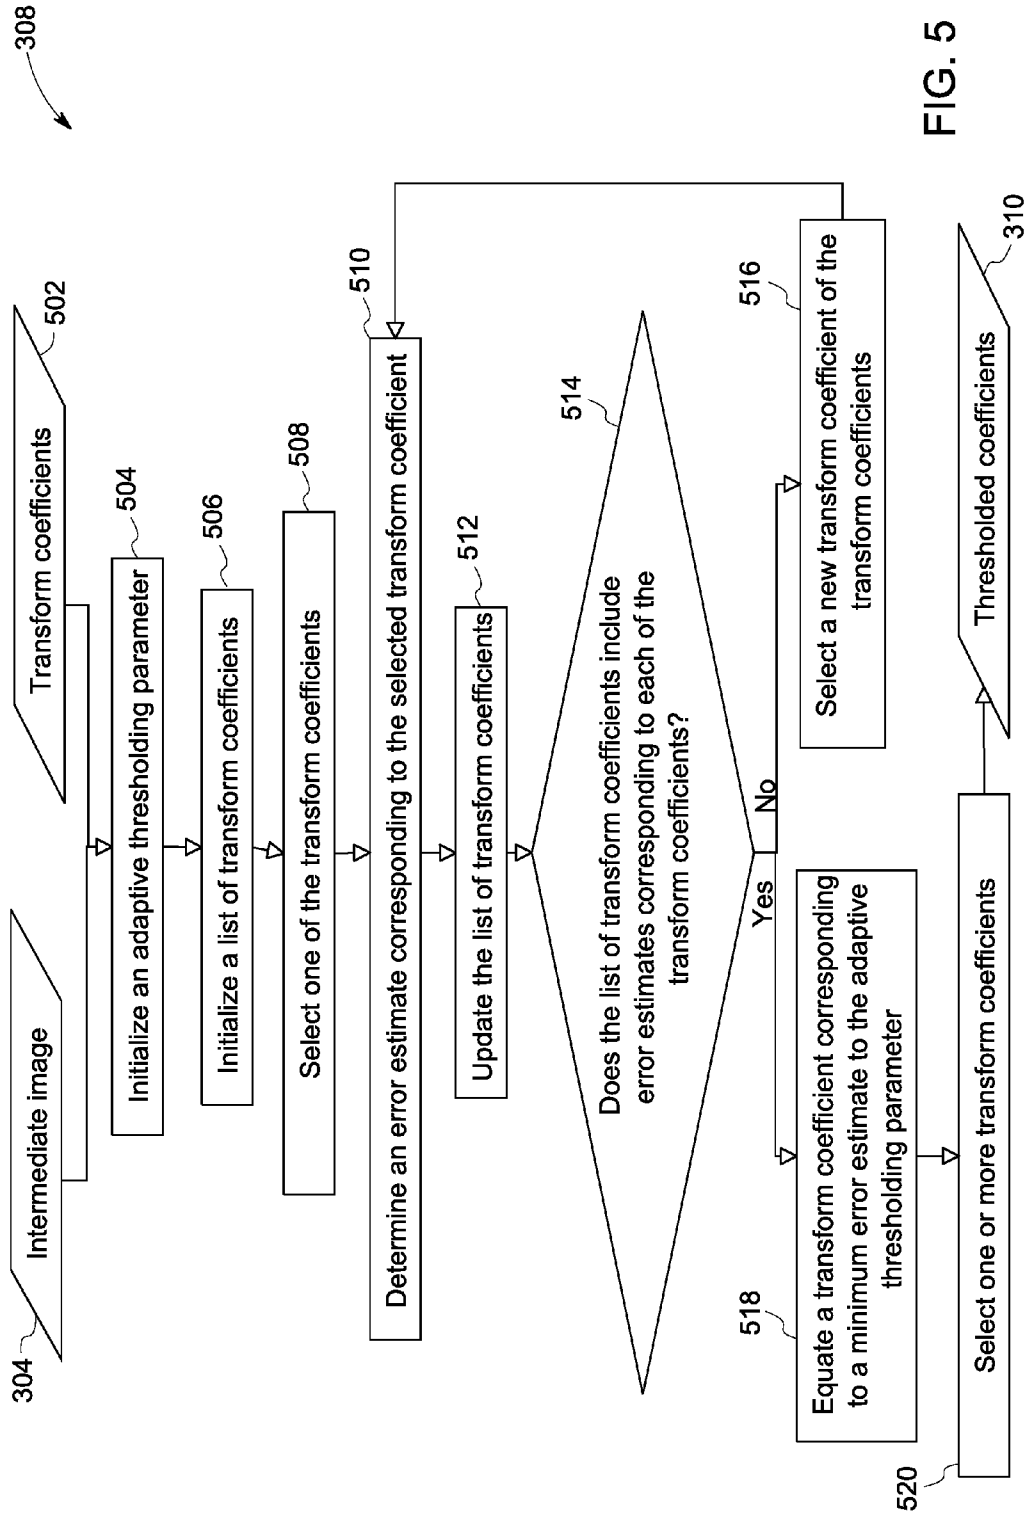 308
304
Intermediate image
Transform coefficients
502
504
Initialize an adaptive thresholding parameter
506
Initialize a list of transform coefficients
508
Select one of the transform coefficients
510
Determine an error estimate corresponding to the selected transform coefficient
512
Update the list of transform coefficients
514
Does the list of transform coefficients include
error estimates corresponding to each of the
transform coefficients?
Yes
No
518
Equate a transform coefficient corresponding
to a minimum error estimate to the adaptive
thresholding parameter
516
Select a new transform coefficient of the
transform coefficients
520
Select one or more transform coefficients
Thresholded coefficients
310
FIG. 5